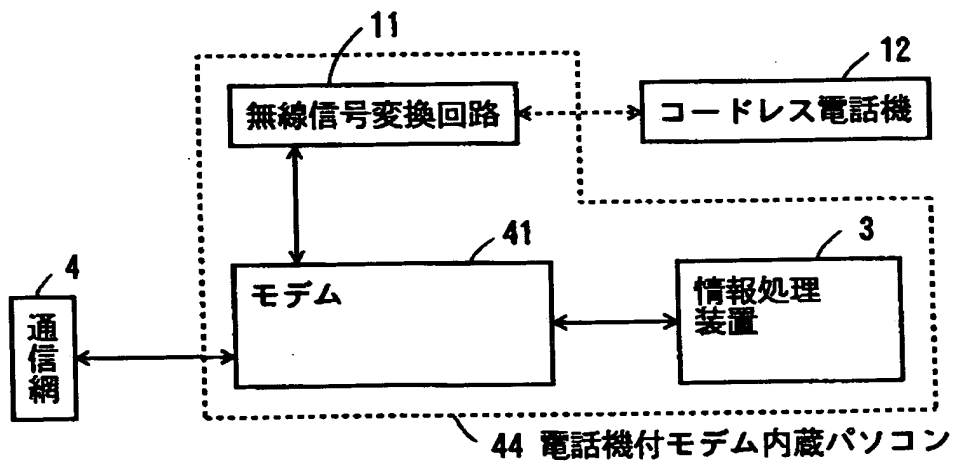 11
12
無線信号変換回路
コードレス電話機
41
3
4
モデム
情報処理
装置
通信網
44 電話機付モデム内蔵パソコン